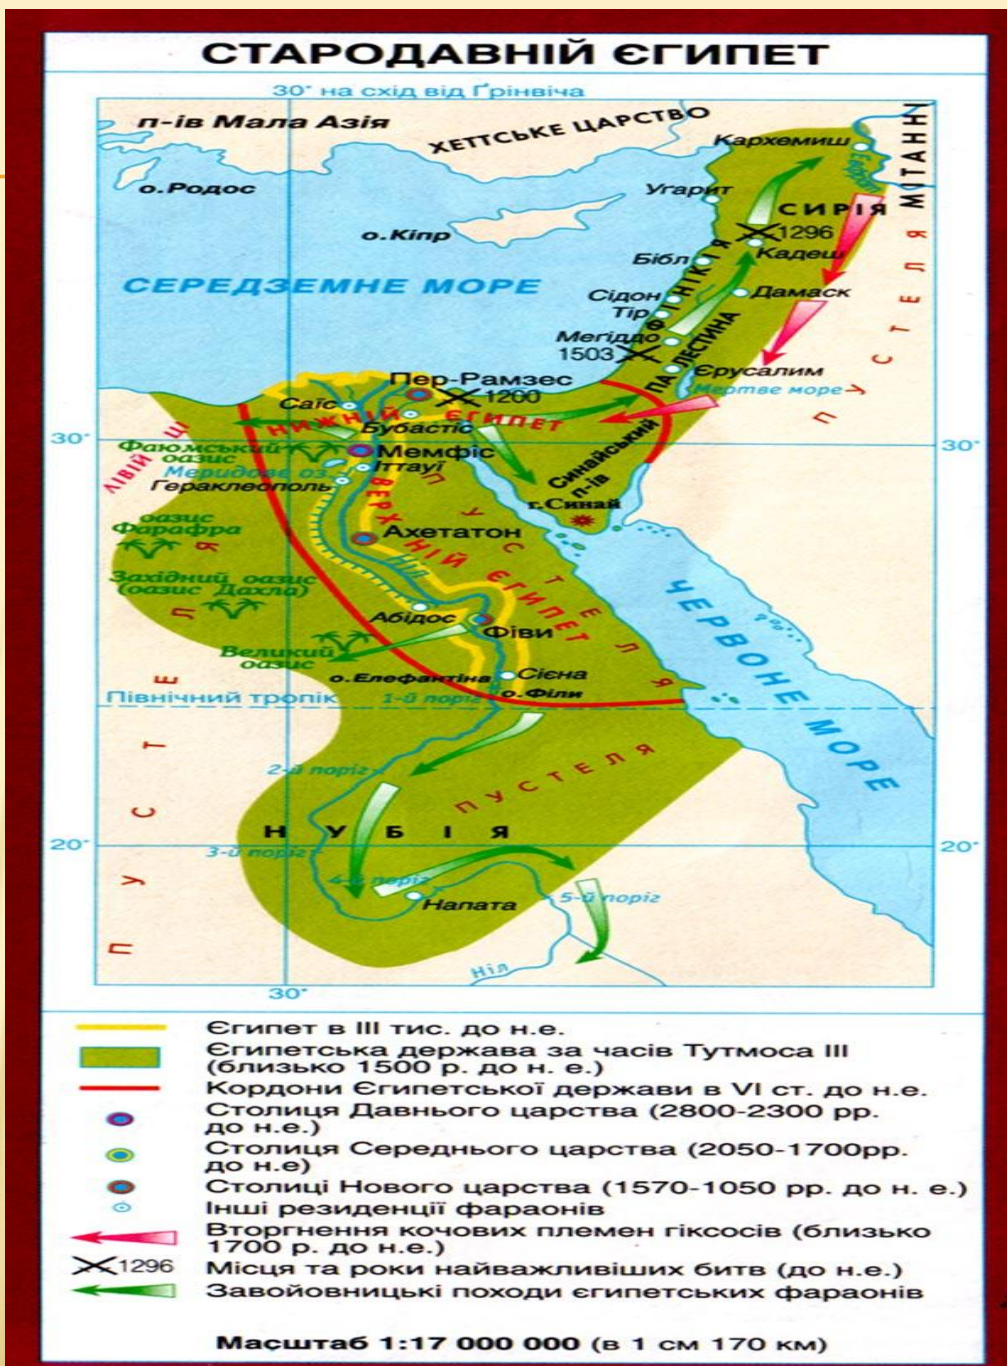 СТАРОДАВНІЙ ЄГИПЕТ
30° на схід від Ґрінвіча
п-ів Мала Азія
ХЕТТСЬКЕ ЦАРСТВО
МІТАННІ
Кархемиш
Евфрат
о.Родос
Угарит
СИРІЯ
о.Кіпр
1296
Кадеш
Бібл
ФІНІКІЯ
СЕРЕДЗЕМНЕ МОРЕ
Сідон
Дамаск
Тір
Мегіддо
1503
ПАЛЕСТИНА
ПУСТЕЛЯ
Єрусалим
Мертве море
Пер-Рамзес
1200
Саїс
НИЖНІЙ ЄГИПЕТ
Бубастіс
30°
30°
ЛІВІЙ
Фаюмський
оазис
Мемфіс
Меридове оз.
Іттауї
Гераклеополь
Синайський
п-ів
г.Синай
ВЕРХНІЙ ЄГИПЕТ
ПУСТЕЛЯ
оазис
Фарафра
Ахетатон
Ніл
Західний оазис
(оазис Дахла)
Абідос
Фіви
Великий
оазис
о.Елефантіна
Сієна
о.Філи
ЧЕРВОНЕ МОРЕ
Північний тропік
1-й поріг
ПУСТЕЛЯ
2-й поріг
ПУСТЕЛЯ
НУБІЯ
20°
20°
3-й поріг
4-й поріг
Напата
5-й поріг
Ніл
30°
Єгипет в III тис. до н.е.
Єгипетська держава за часів Тутмоса III
(близько 1500 р. до н. е.)
Кордони Єгипетської держави в VI ст. до н.е.
Столиця Давнього царства (2800-2300 рр.
до н.е.)
Столиця Середнього царства (2050-1700рр.
до н.е)
Столиці Нового царства (1570-1050 рр. до н. е.)
Інші резиденції фараонів
Вторгнення кочових племен гіксосів (близько
1700 р. до н.е.)
1296
Місця та роки найважливіших битв (до н.е.)
Завойовницькі походи єгипетських фараонів
Масштаб 1:17 000 000 (в 1 см 170 км)